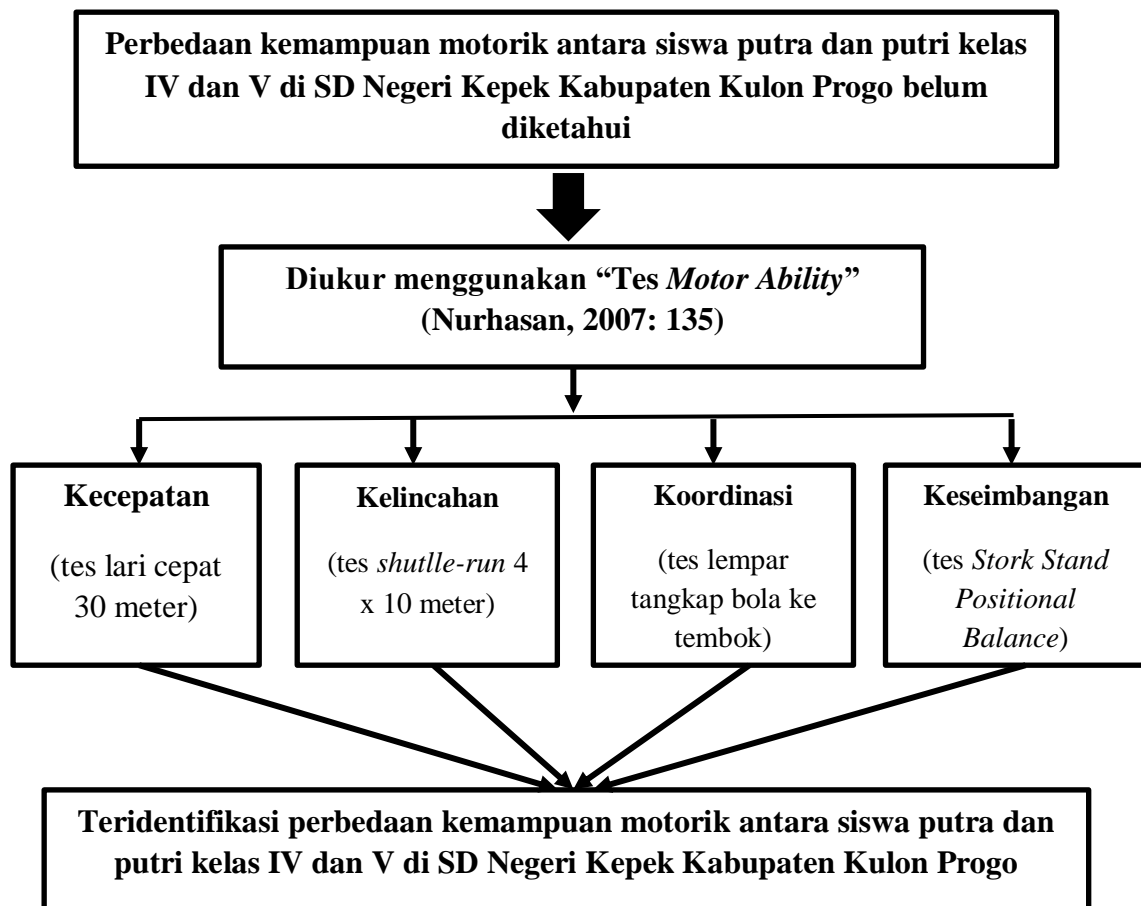 Perbedaan kemampuan motorik antara siswa putra dan putri kelas
IV dan V di SD Negeri Kepek Kabupaten Kulon Progo belum
diketahui
Diukur menggunakan “Tes Motor Ability”
(Nurhasan, 2007: 135)
Kecepatan
(tes lari cepat
30 meter)
Kelincahan
(tes shutlle-run 4
x 10 meter)
Koordinasi
(tes lempar
tangkap bola ke
tembok)
Keseimbangan
(tes Stork Stand
Positional
Balance)
Teridentifikasi perbedaan kemampuan motorik antara siswa putra dan
putri kelas IV dan V di SD Negeri Kepek Kabupaten Kulon Progo